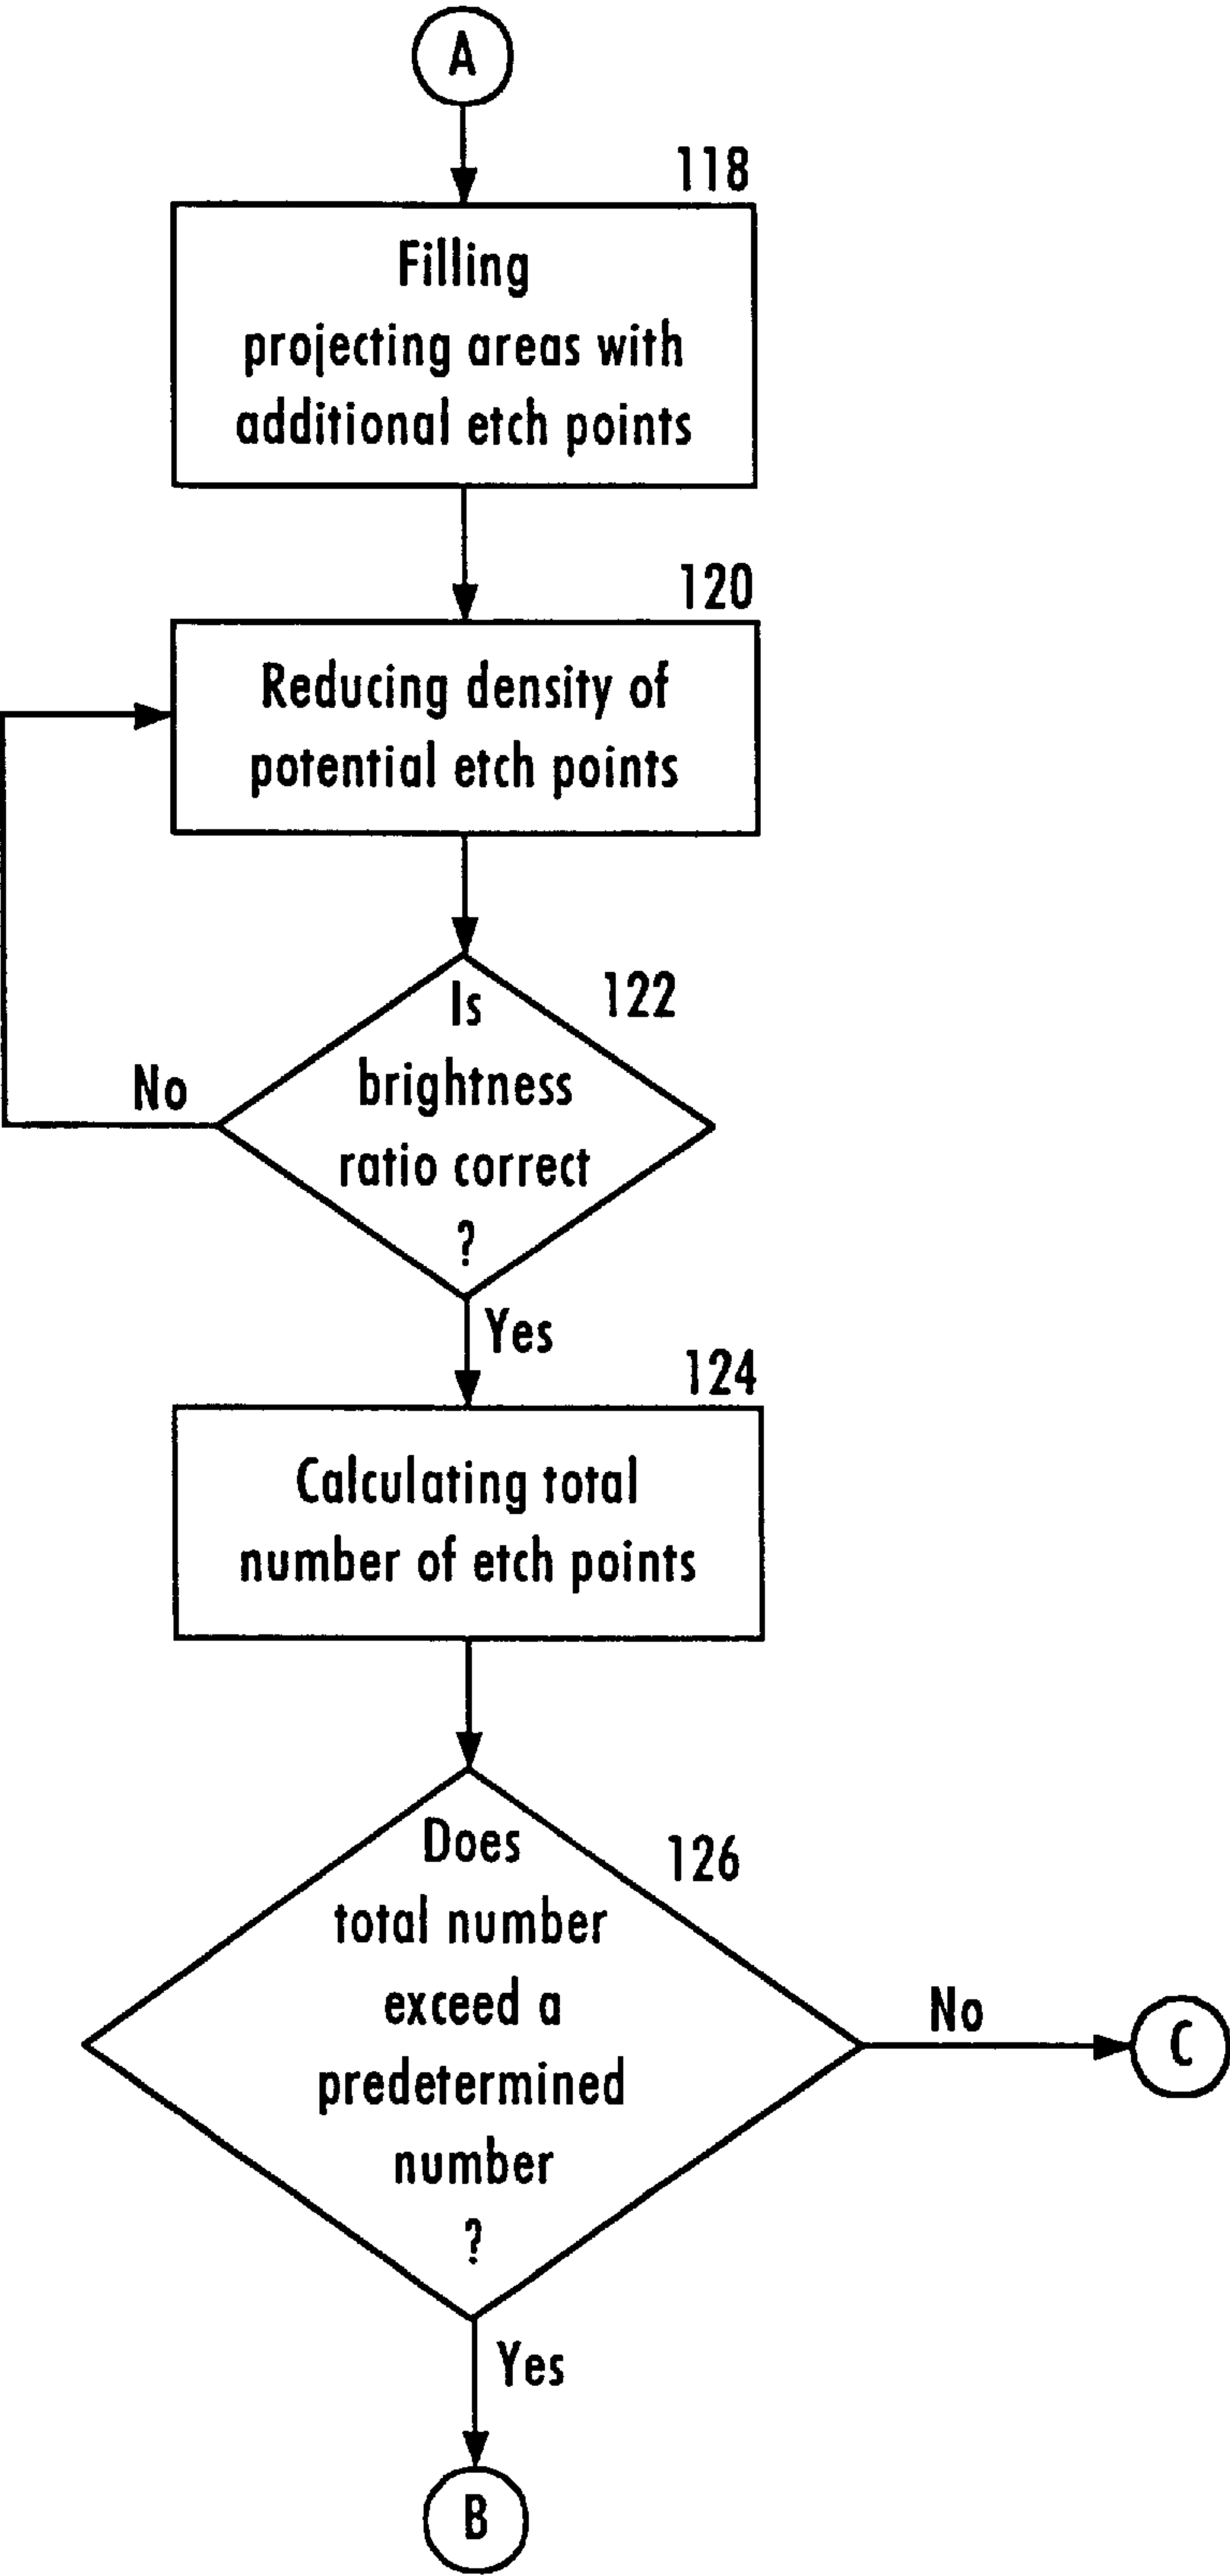 A
118
Filling
projecting areas with
additional etch points
120
Reducing density of
potential etch points
122
Is
brightness
ratio correct
?
No
Yes
124
Calculating total
number of etch points
126
Does
total number
exceed a
predetermined
number
?
No
C
Yes
B